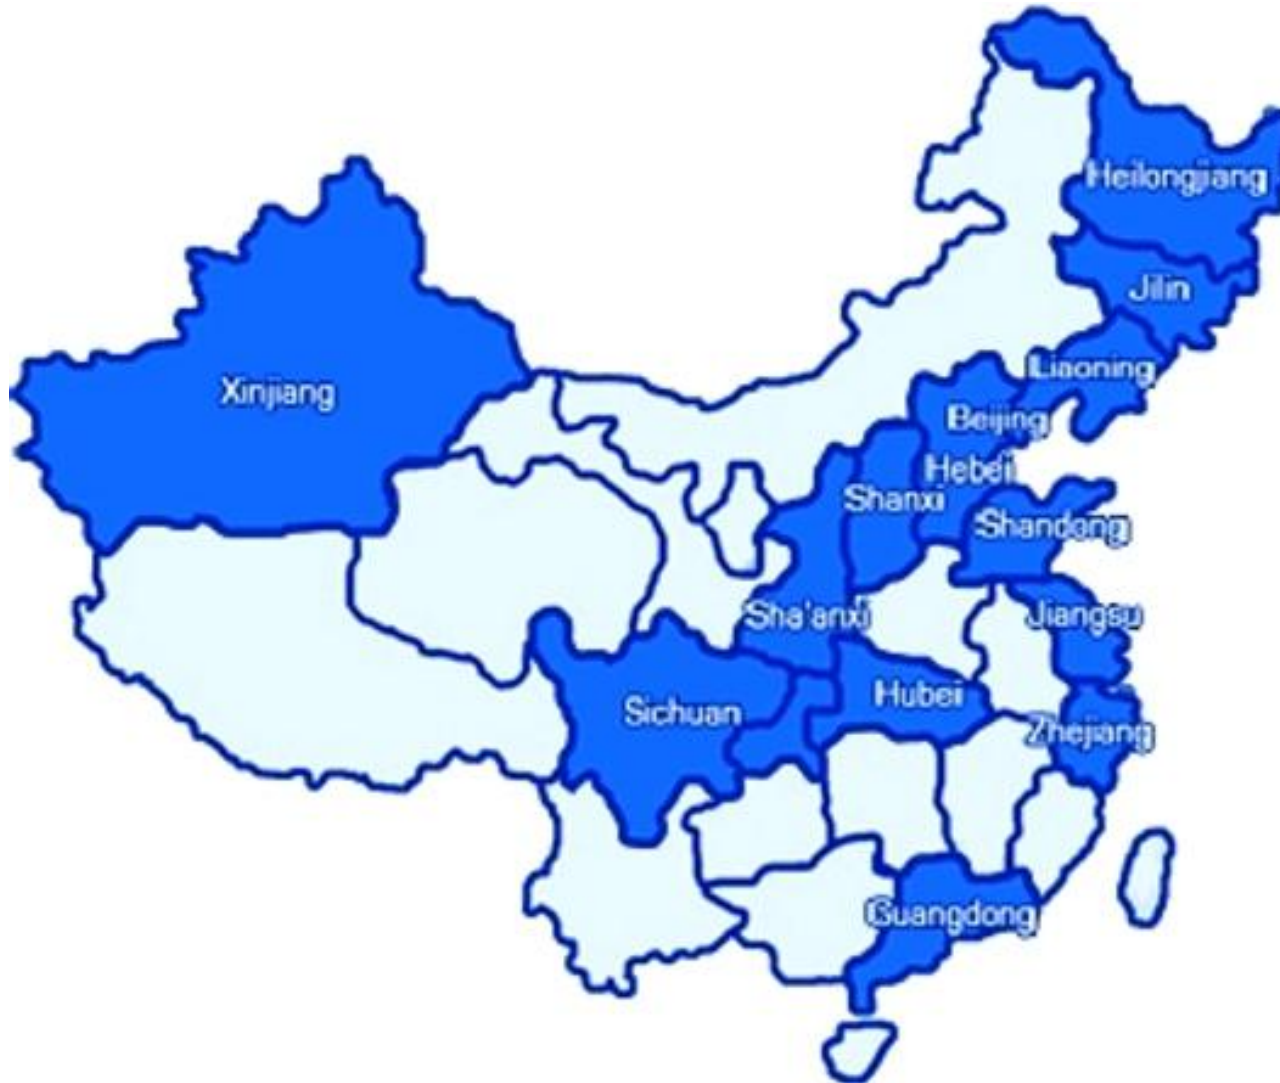 Heilongjiang
Jilin
Liaoning
Xinjiang
Beijing
Hebei
Shanxi
Shandong
Sha'anxi
Jiangsu
Hubei
Sichuan
Zhejiang
Guangdong